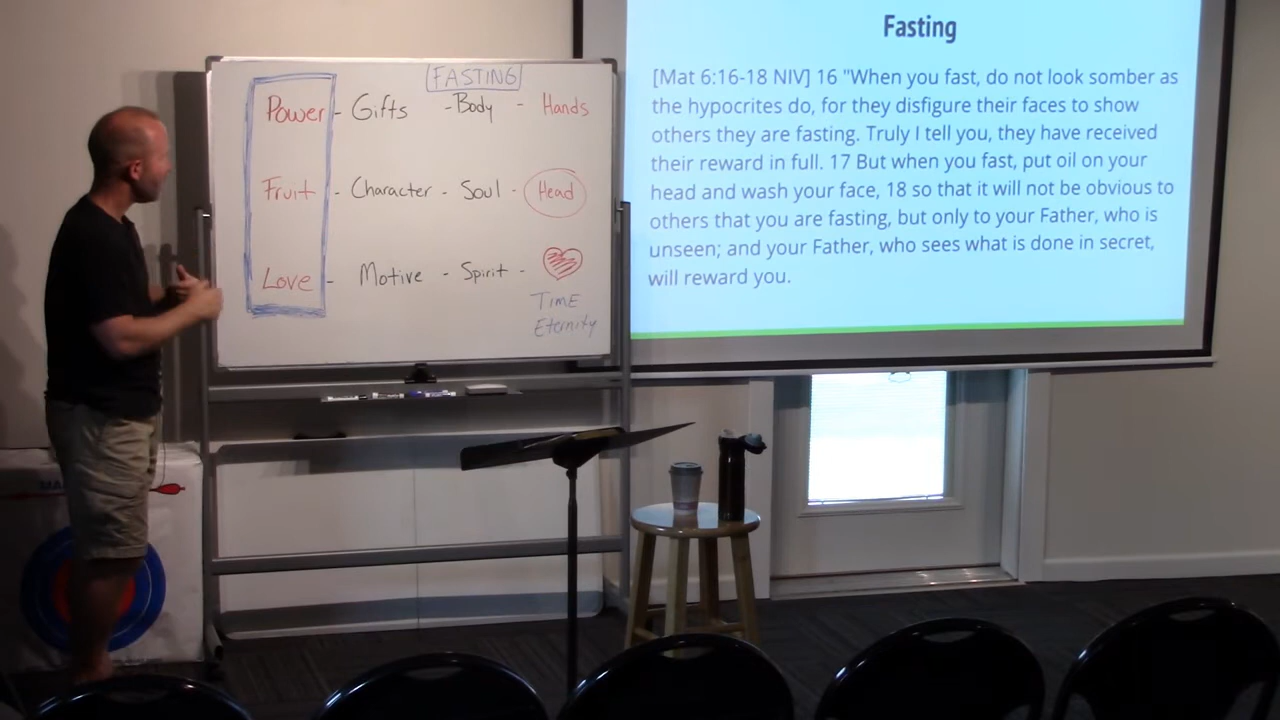 FASTING
Power - Gifts - Body - Hands
Fruit - Character - Soul - Head
Love - Motive - Spirit -
TIME
Eternity
Fasting
[Mat 6:16-18 NIV] 16 "When you fast, do not look somber as
the hypocrites do, for they disfigure their faces to show
others they are fasting. Truly I tell you, they have received
their reward in full. 17 But when you fast, put oil on your
head and wash your face, 18 so that it will not be obvious to
others that you are fasting, but only to your Father, who is
unseen; and your Father, who sees what is done in secret,
will reward you.